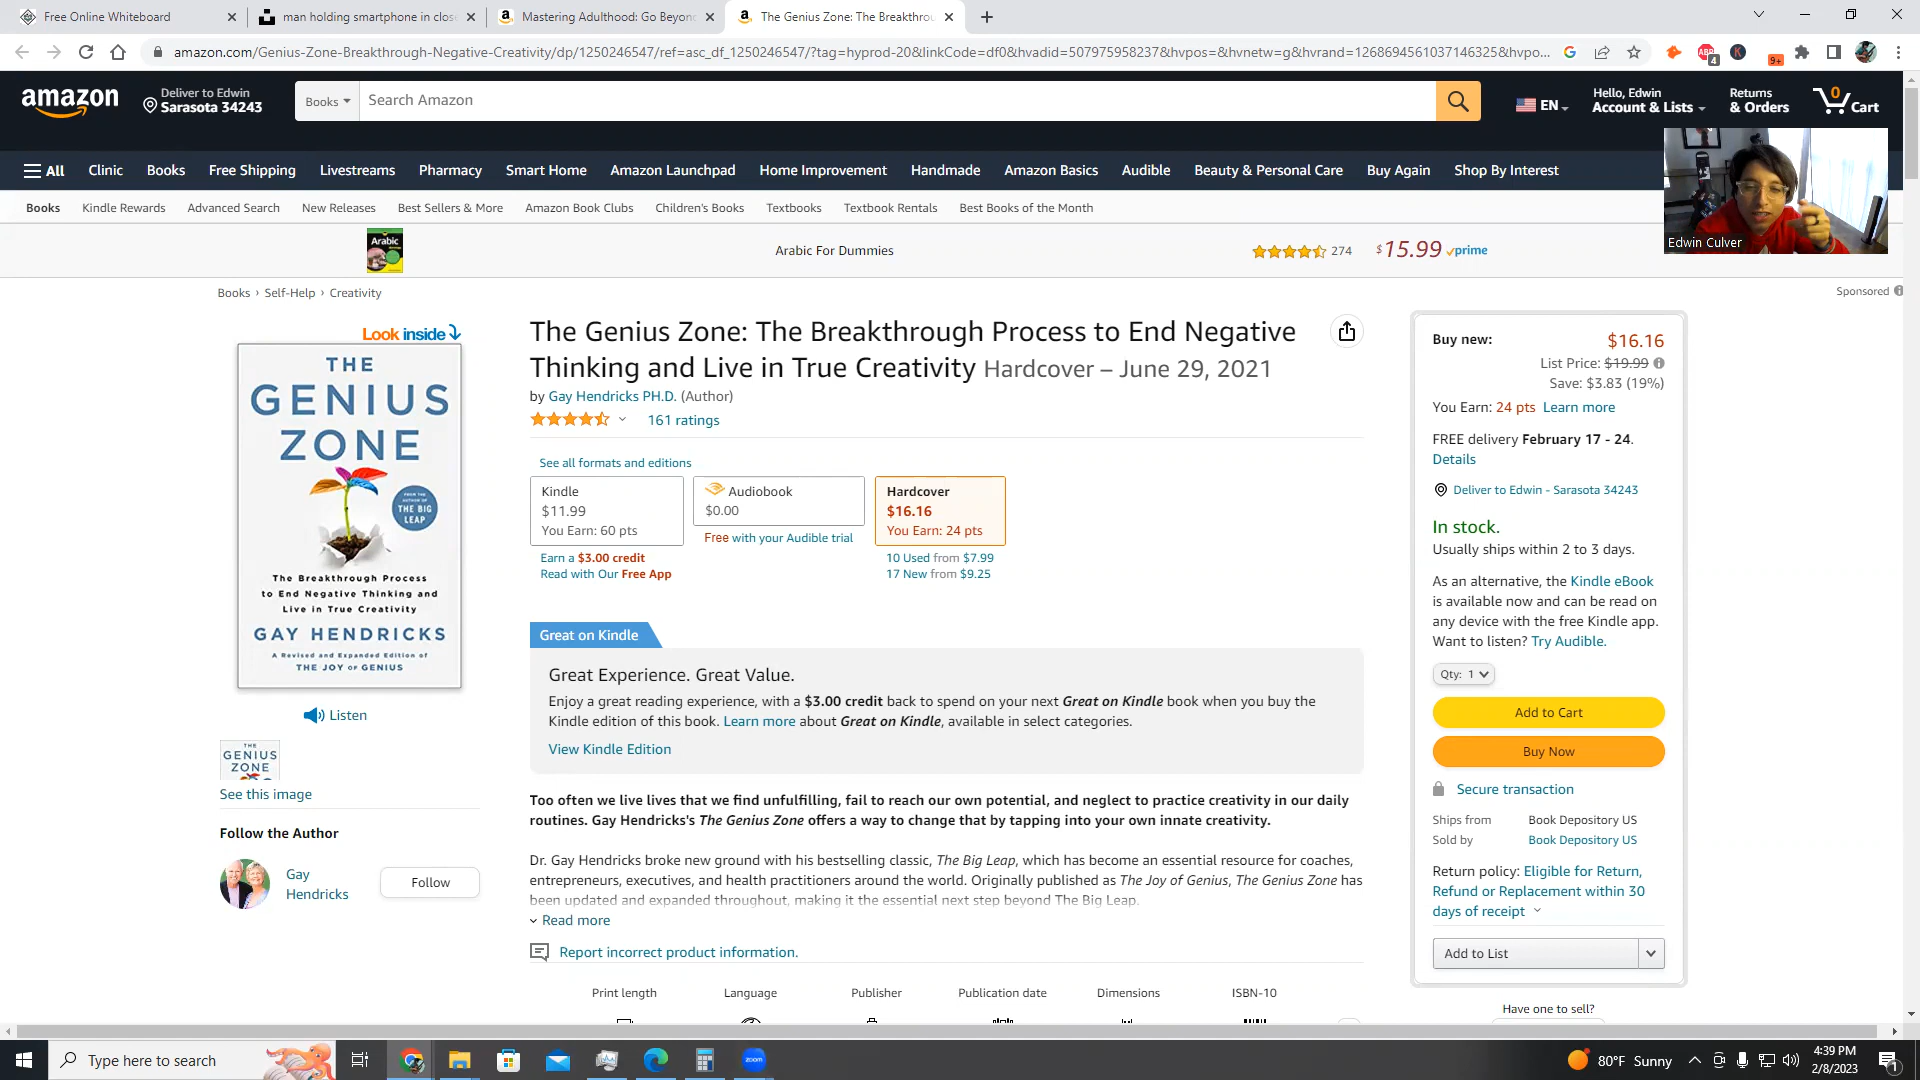 Free Online Whiteboard
man holding smartphone in close
Mastering Adulthood: Go Beyon
The Genius Zone: The Breakthrou
amazon.com/Genius-Zone-Breakthrough-Negative-Creativity/dp/1250246547/ref=asc_df_1250246547/?tag=hyprod-20&linkCode=df0&hvadid=507975958237&hvpos=&hvnetw=g&hvrand=12686945610371463​25&hvpo...
ABP
4
K
9+
amazon
Deliver to Edwin
Sarasota 34243
Books
Search Amazon
EN
Hello, Edwin
Account & Lists
Returns
& Orders
0
Cart
All
Clinic
Books
Free Shipping
Livestreams
Pharmacy
Smart Home
Amazon Launchpad
Home Improvement
Handmade
Amazon Basics
Audible
Beauty & Personal Care
Buy Again
Shop By Interest
Books
Kindle Rewards
Advanced Search
New Releases
Best Sellers & More
Amazon Book Clubs
Children's Books
Textbooks
Textbook Rentals
Best Books of the Month
Edwin Culver
Arabic
Arabic For Dummies
274
$15.99 prime
Books › Self-Help › Creativity
Sponsored
Look inside
THE
GENIUS
ZONE
FROM THE
AUTHOR OF
THE BIG
LEAP
The Breakthrough Process
to End Negative Thinking and
Live in True Creativity
GAY HENDRICKS
A Revised and Expanded Edition of
THE JOY OF GENIUS
Listen
THE
GENIUS
ZONE
See this image
Follow the Author
Gay
Hendricks
Follow
The Genius Zone: The Breakthrough Process to End Negative
Thinking and Live in True Creativity Hardcover – June 29, 2021
by Gay Hendricks PH.D. (Author)
161 ratings
See all formats and editions
Kindle
$11.99
You Earn: 60 pts
Earn a $3.00 credit
Read with Our Free App
Audiobook
$0.00
Free with your Audible trial
Hardcover
$16.16
You Earn: 24 pts
10 Used from $7.99
17 New from $9.25
Great on Kindle
Great Experience. Great Value.
Enjoy a great reading experience, with a $3.00 credit back to spend on your next Great on Kindle book when you buy the
Kindle edition of this book. Learn more about Great on Kindle, available in select categories.
View Kindle Edition
Too often we live lives that we find unfulfilling, fail to reach our own potential, and neglect to practice creativity in our daily
routines. Gay Hendricks's The Genius Zone offers a way to change that by tapping into your own innate creativity.
Dr. Gay Hendricks broke new ground with his bestselling classic, The Big Leap, which has become an essential resource for coaches,
entrepreneurs, executives, and health practitioners around the world. Originally published as The Joy of Genius, The Genius Zone has
been updated and expanded throughout, making it the essential next step beyond The Big Leap.
Read more
Report incorrect product information.
Print length
Language
Publisher
Publication date
Dimensions
ISBN-10
Buy new:
$16.16
List Price: $19.99
Save: $3.83 (19%)
You Earn: 24 pts Learn more
FREE delivery February 17 - 24.
Details
Deliver to Edwin - Sarasota 34243
In stock.
Usually ships within 2 to 3 days.
As an alternative, the Kindle eBook
is available now and can be read on
any device with the free Kindle app.
Want to listen? Try Audible.
Qty: 1
Add to Cart
Buy Now
Secure transaction
Ships from Book Depository US
Sold by Book Depository US
Return policy: Eligible for Return,
Refund or Replacement within 30
days of receipt
Add to List
Have one to sell?
Type here to search
zoom
80°F Sunny
4:39 PM
2/8/2023
1